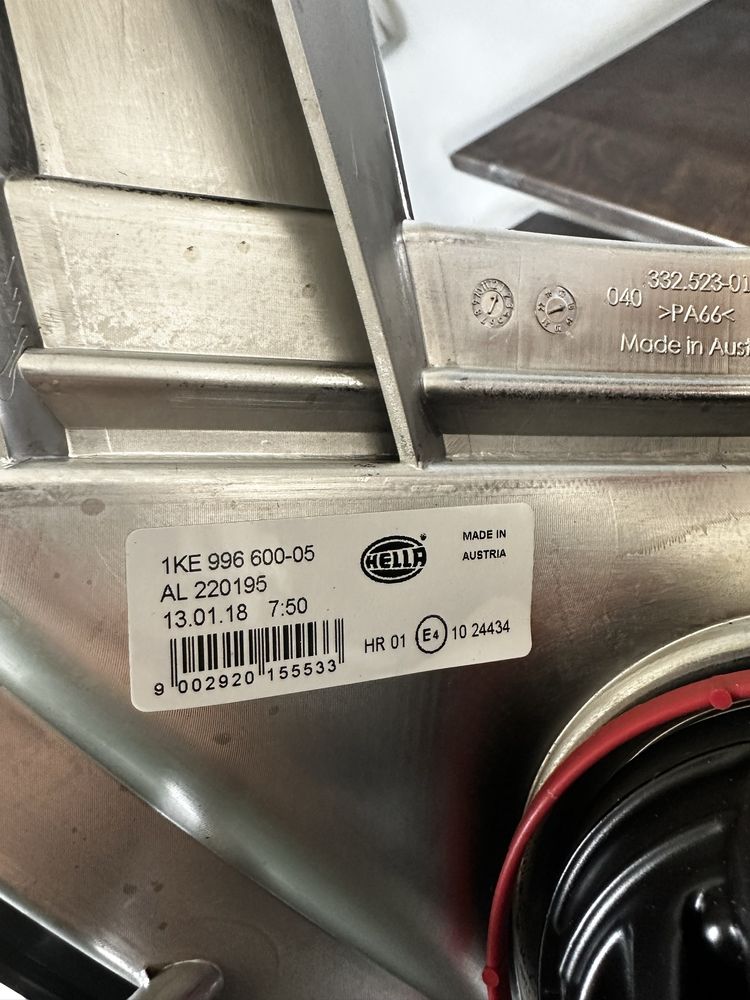 332.523-01
040
>PA66<
Made in Aust
1KE 996 600-05
AL 220195
13.01.18 7:50
9 002920 155533
HELLA
®
MADE IN
AUSTRIA
HR 01 E4 10 24434